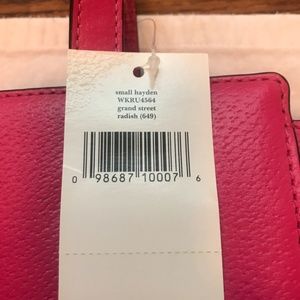 small hayden
WKRU4564
grand street
radish (649)
0 98687 10007 6